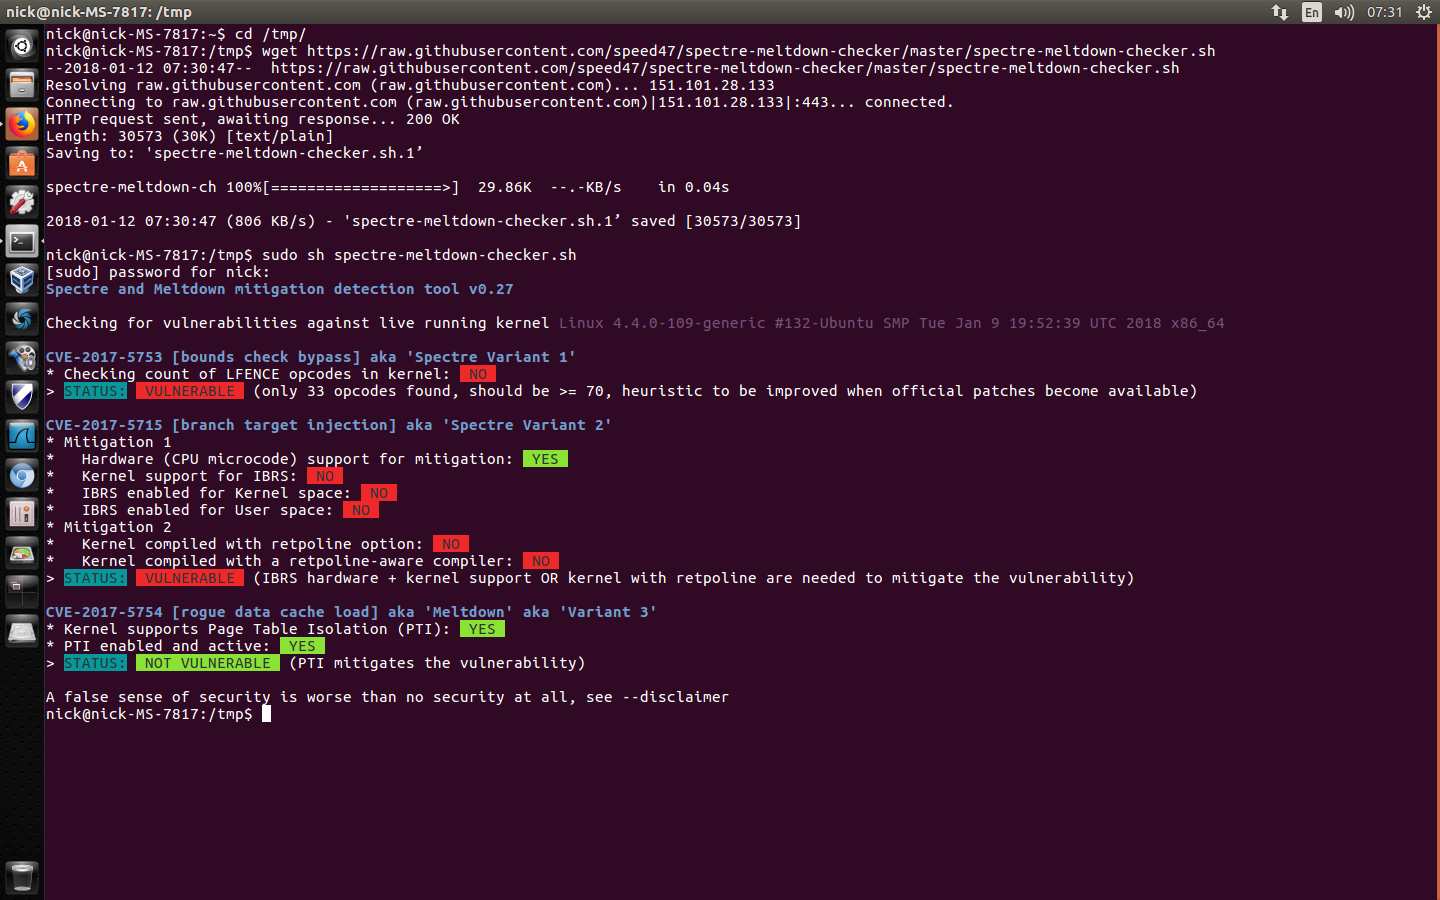 nick@nick-MS-7817: /tmp
En
07:31
nick@nick-MS-7817:~$ cd /tmp/
nick@nick-MS-7817:/tmp$ wget https://raw.githubusercontent.com/speed47/spectre-meltdown-checker/master/spectre-meltdown-checker.sh
--2018-01-12 07:30:47--  https://raw.githubusercontent.com/speed47/spectre-meltdown-checker/master/spectre-meltdown-checker.sh
Resolving raw.githubusercontent.com (raw.githubusercontent.com)... 151.101.28.133
Connecting to raw.githubusercontent.com (raw.githubusercontent.com)|151.101.28.133|:443... connected.
HTTP request sent, awaiting response... 200 OK
Length: 30573 (30K) [text/plain]
Saving to: 'spectre-meltdown-checker.sh.1’
spectre-meltdown-ch 100%[===================>]  29.86K  --.-KB/s    in 0.04s
2018-01-12 07:30:47 (806 KB/s) - 'spectre-meltdown-checker.sh.1’ saved [30573/30573]
nick@nick-MS-7817:/tmp$ sudo sh spectre-meltdown-checker.sh
[sudo] password for nick:
Spectre and Meltdown mitigation detection tool v0.27
Checking for vulnerabilities against live running kernel Linux 4.4.0-109-generic #132-Ubuntu SMP Tue Jan 9 19:52:39 UTC 2018 x86_64
CVE-2017-5753 [bounds check bypass] aka 'Spectre Variant 1'
* Checking count of LFENCE opcodes in kernel:  NO
> STATUS:  VULNERABLE  (only 33 opcodes found, should be >= 70, heuristic to be improved when official patches become available)
CVE-2017-5715 [branch target injection] aka 'Spectre Variant 2'
* Mitigation 1
*   Hardware (CPU microcode) support for mitigation:  YES
*   Kernel support for IBRS:  NO
*   IBRS enabled for Kernel space:  NO
*   IBRS enabled for User space:  NO
* Mitigation 2
*   Kernel compiled with retpoline option:  NO
*   Kernel compiled with a retpoline-aware compiler:  NO
> STATUS:  VULNERABLE  (IBRS hardware + kernel support OR kernel with retpoline are needed to mitigate the vulnerability)
CVE-2017-5754 [rogue data cache load] aka 'Meltdown' aka 'Variant 3'
* Kernel supports Page Table Isolation (PTI):  YES
* PTI enabled and active:  YES
> STATUS:  NOT VULNERABLE  (PTI mitigates the vulnerability)
A false sense of security is worse than no security at all, see --disclaimer
nick@nick-MS-7817:/tmp$